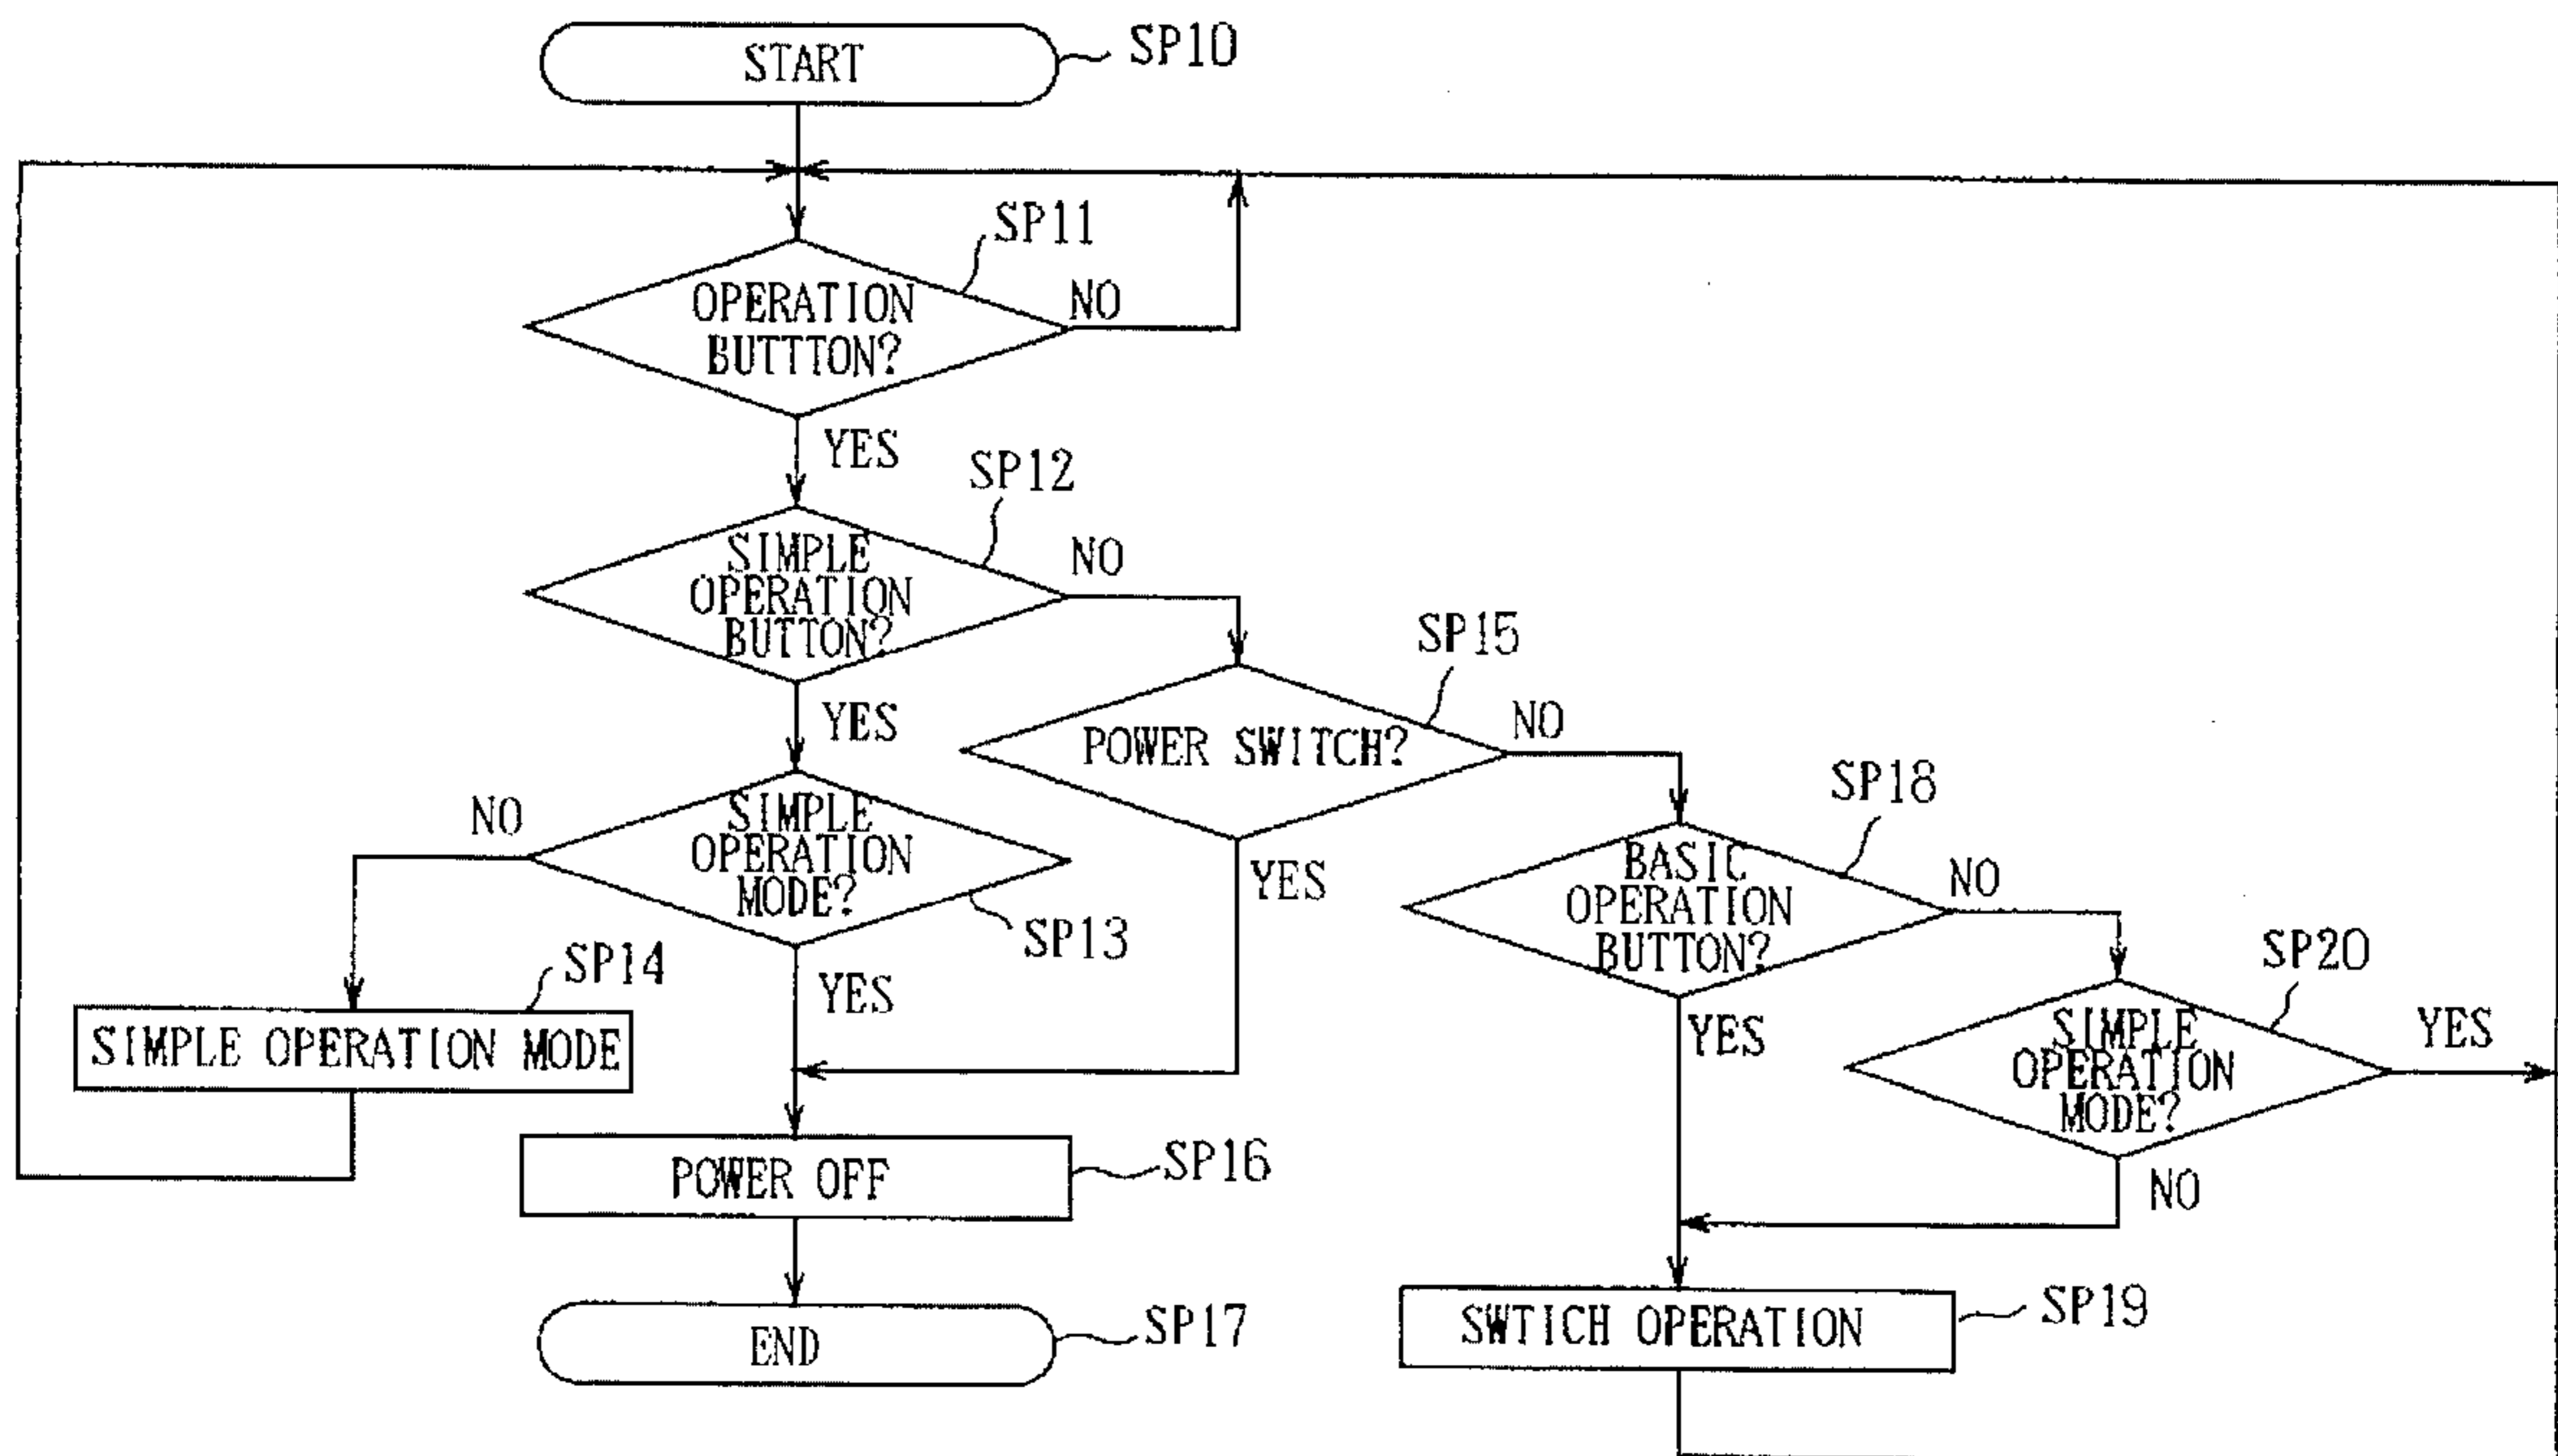 START
SP10
SP11
OPERATION
BUTTTON?
NO
YES
SP12
SIMPLE
OPERATION
BUTTON?
NO
YES
SP15
POWER SWITCH?
NO
YES
SIMPLE
OPERATION
MODE?
NO
SP13
YES
SP14
SIMPLE OPERATION MODE
SP18
BASIC
OPERATION
BUTTON?
NO
YES
SP20
SIMPLE
OPERATION
MODE?
YES
NO
POWER OFF
SP16
END
SP17
SWTICH OPERATION
SP19